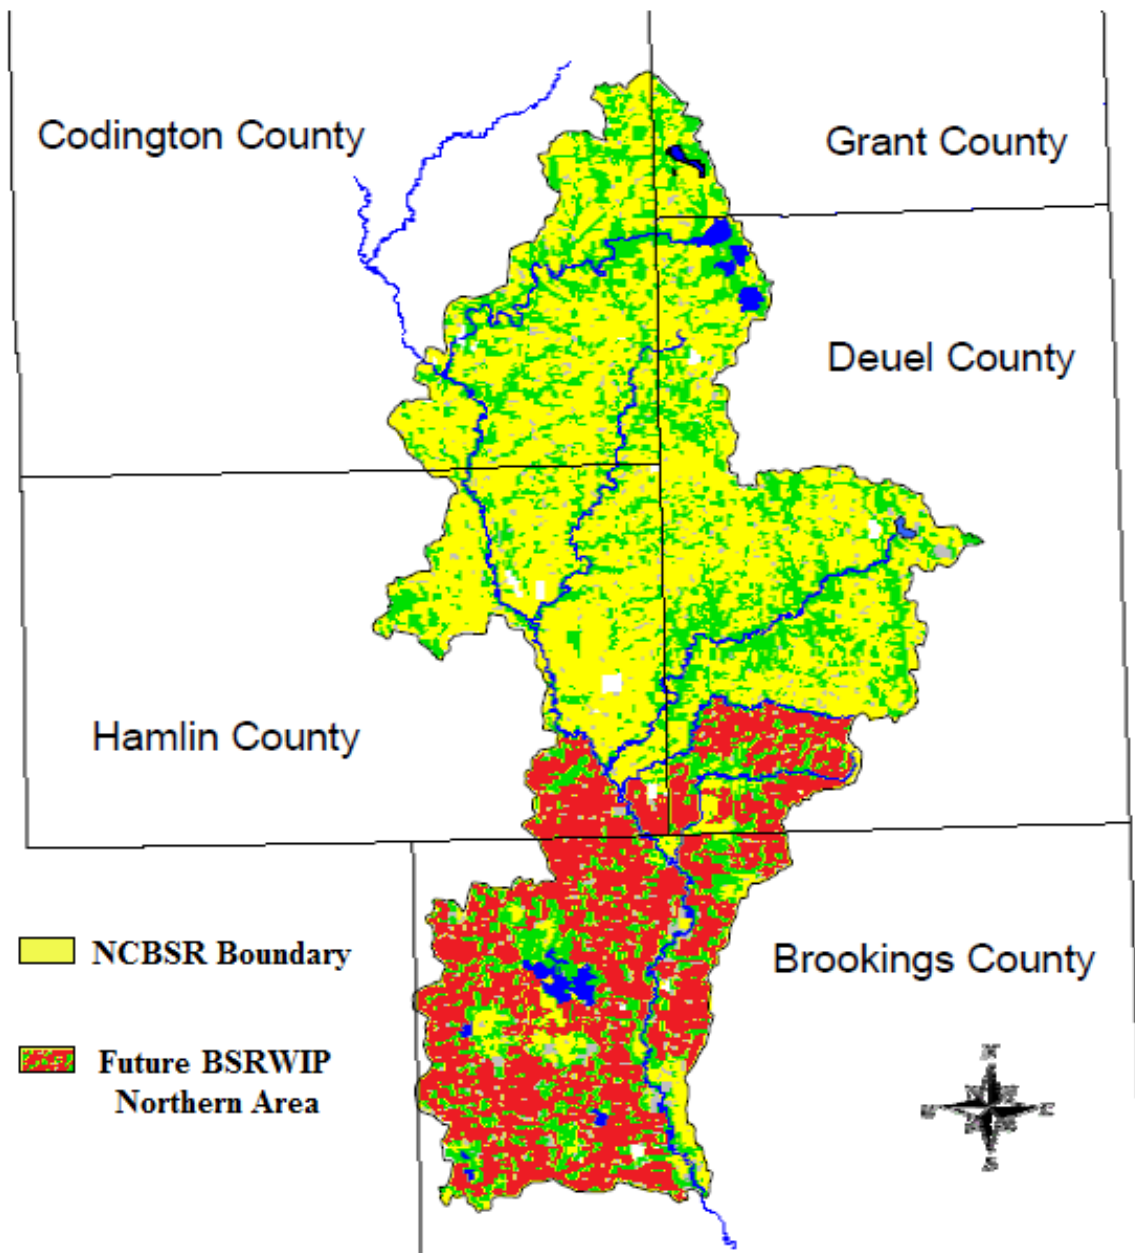 Codington County
Grant County
Deuel County
Hamlin County
NCBSR Boundary
Brookings County
Future BSRWIP
Northern Area